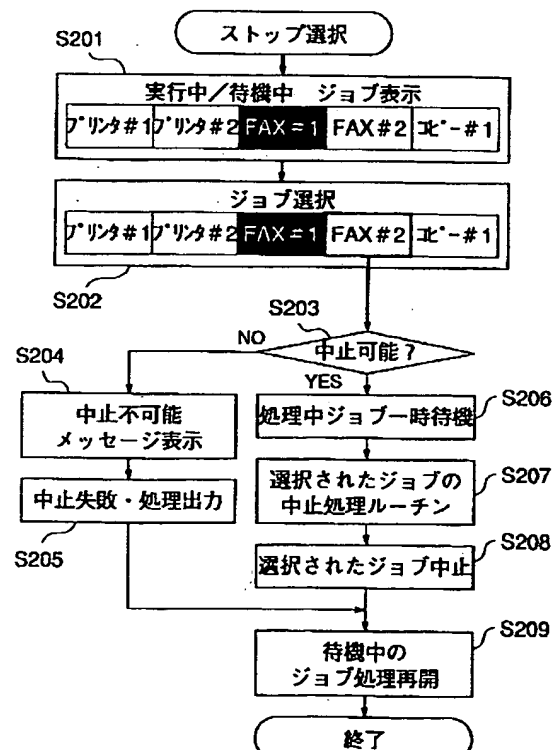 ストップ選択
S201
実行中/待機中 ジョブ表示
プリンタ#1 プリンタ#2 FAX#1 FAX#2 コピー#1
ジョブ選択
プリンタ#1 プリンタ#2 FAX#1 FAX#2 コピー#1
S202
S203
中止可能?
NO
YES
S204
中止不可能
メッセージ表示
中止失敗・処理出力
S205
S206
処理中ジョブ一時待機
S207
選択されたジョブの
中止処理ルーチン
S208
選択されたジョブ中止
S209
待機中の
ジョブ処理再開
終了